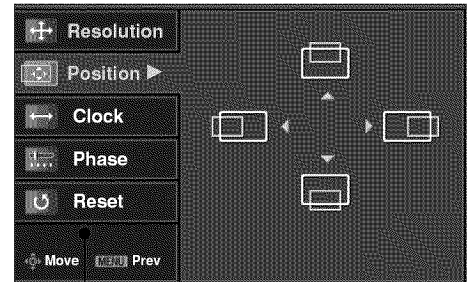 Resolution
Position
Clock
Phase
Reset
Move MENU Prev